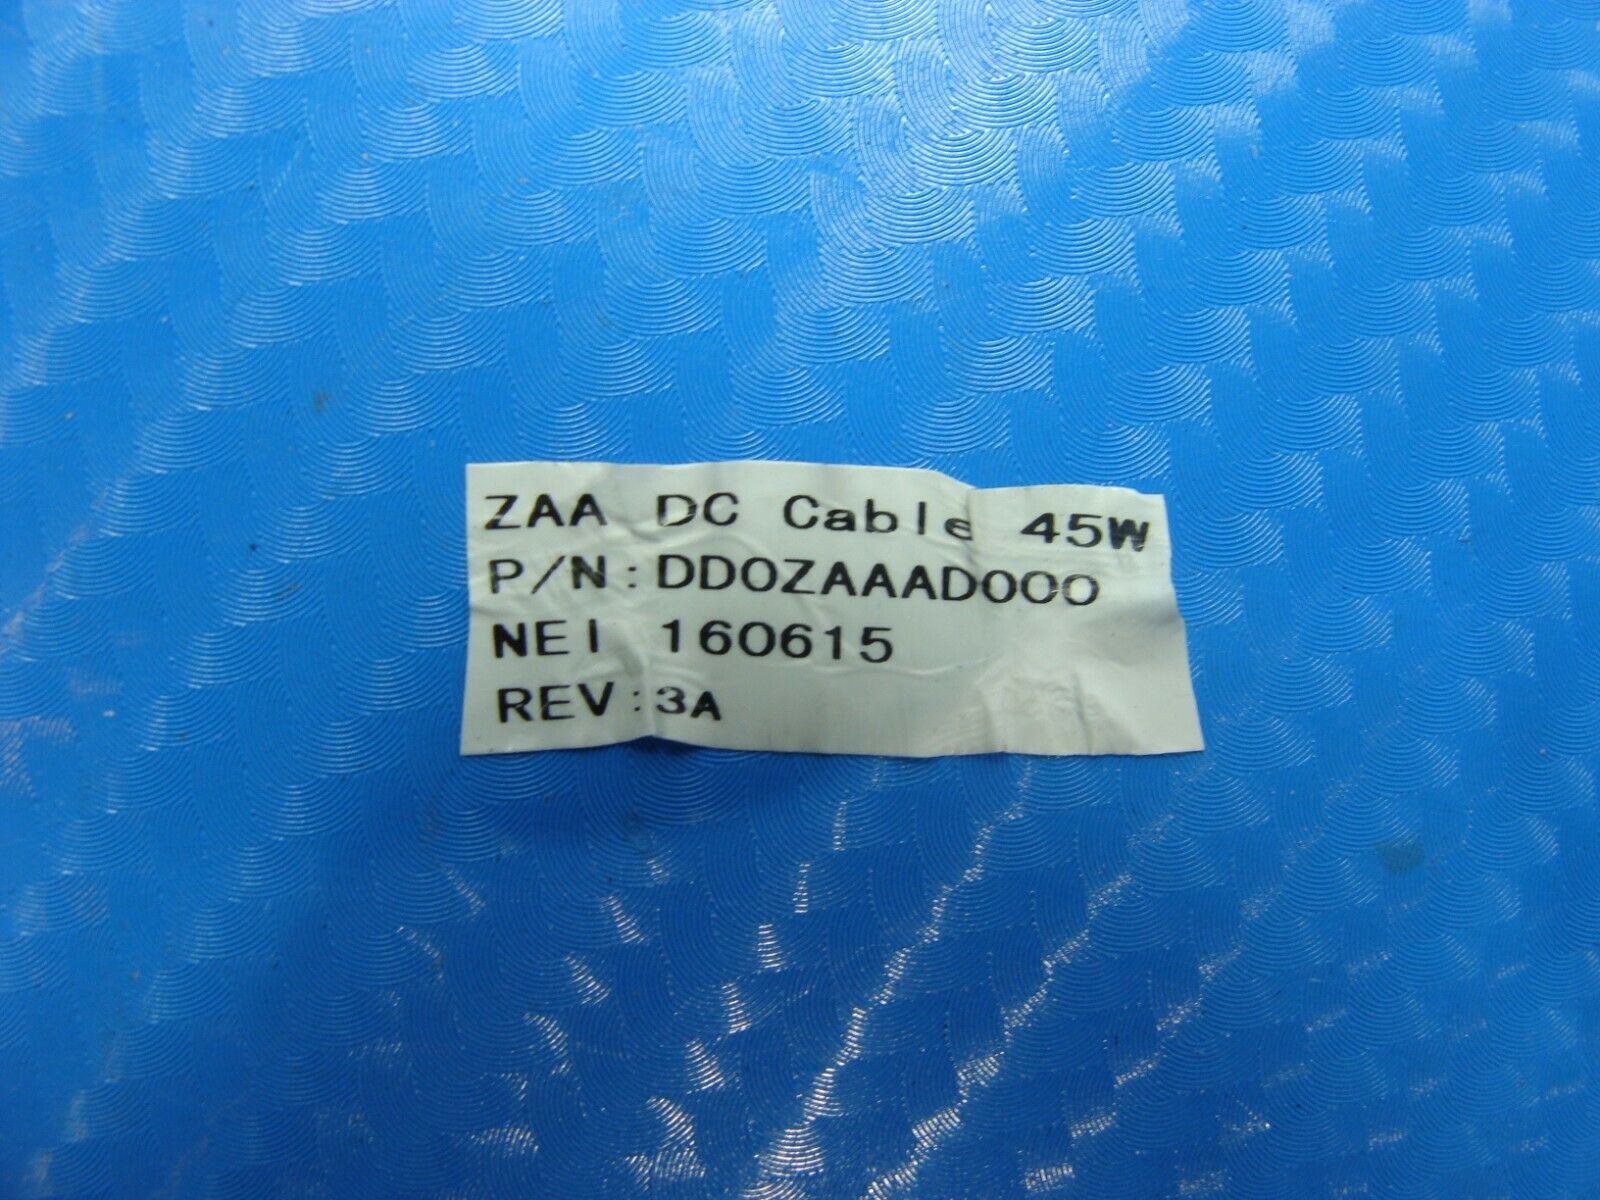 ZAA DC Cable 45W
P/N:DD0ZAAAD000
NEI 160615
REV:3A